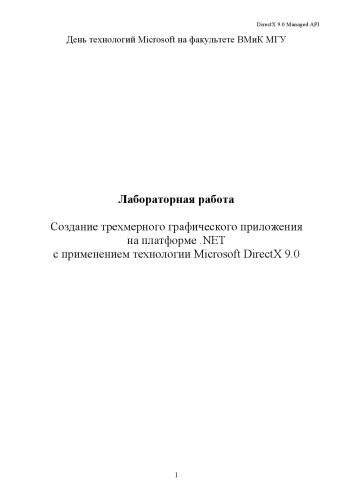 DirectX 9.0 Managed API
День технологий Microsoft на факультете ВМиК МГУ
Лабораторная работа
Создание трехмерного графического приложения
на платформе .NET
с применением технологии Microsoft DirectX 9.0
1